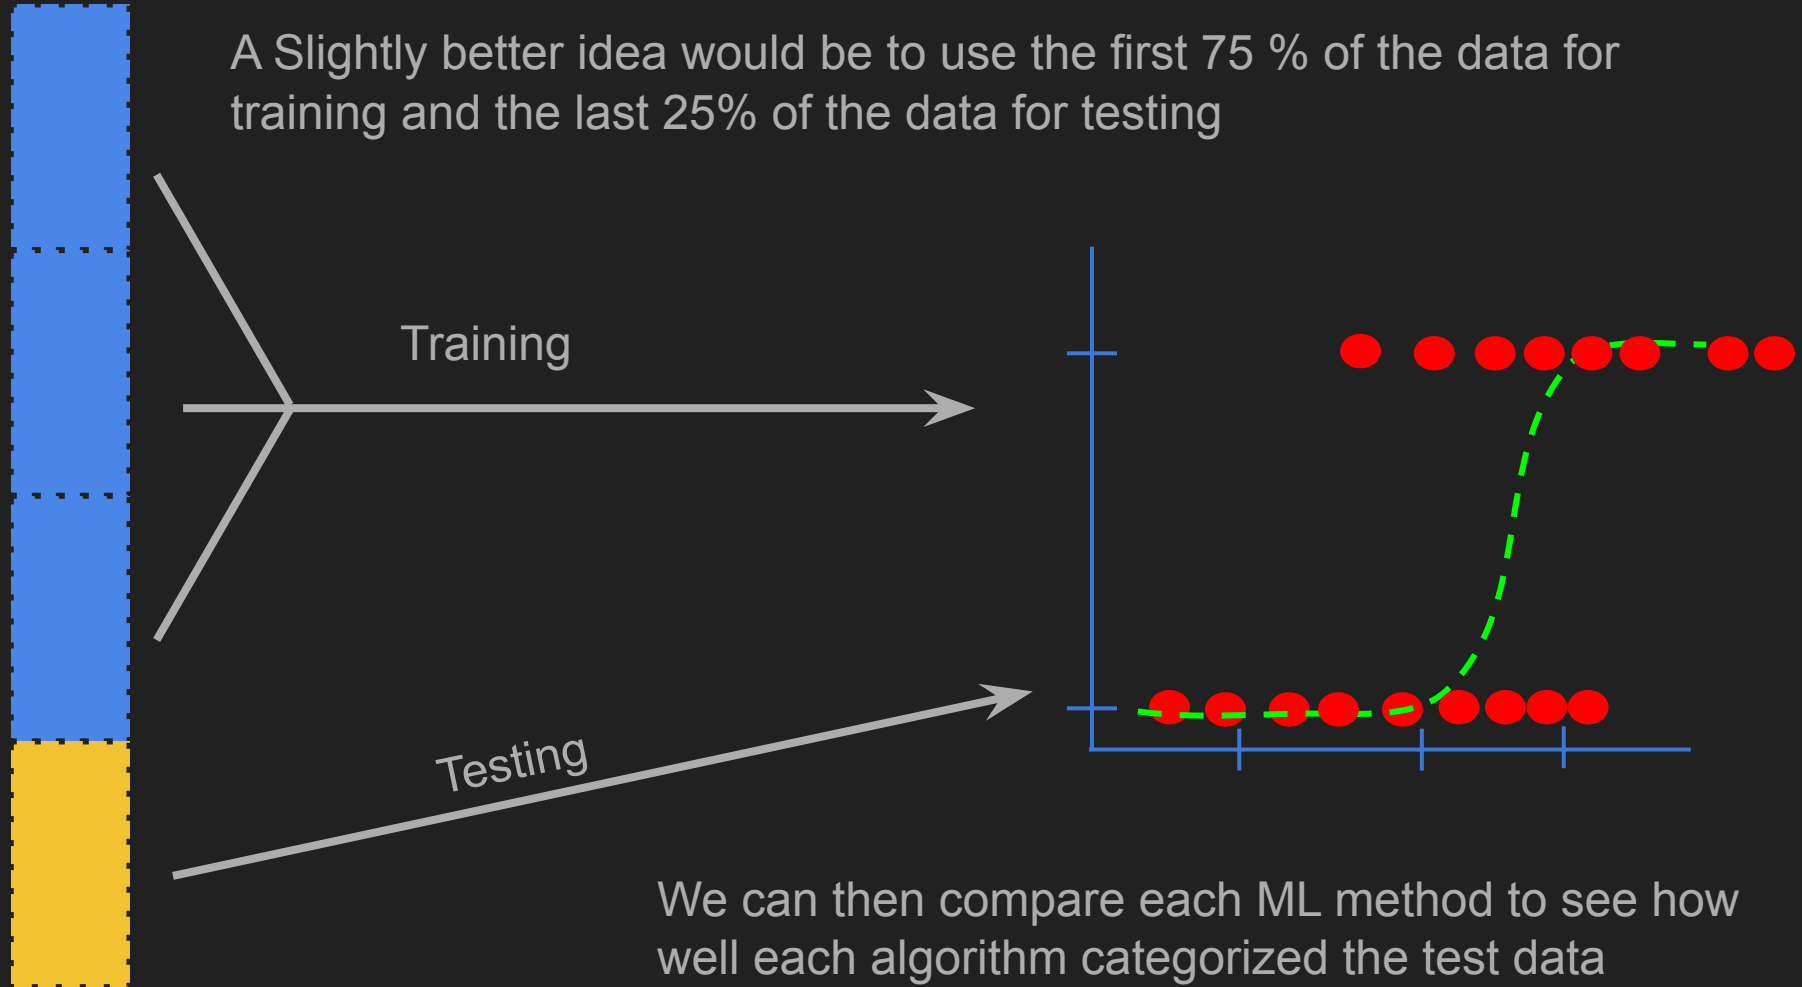 A Slightly better idea would be to use the first 75 % of the data for
training and the last 25% of the data for testing
Training
Testing
We can then compare each ML method to see how
well each algorithm categorized the test data